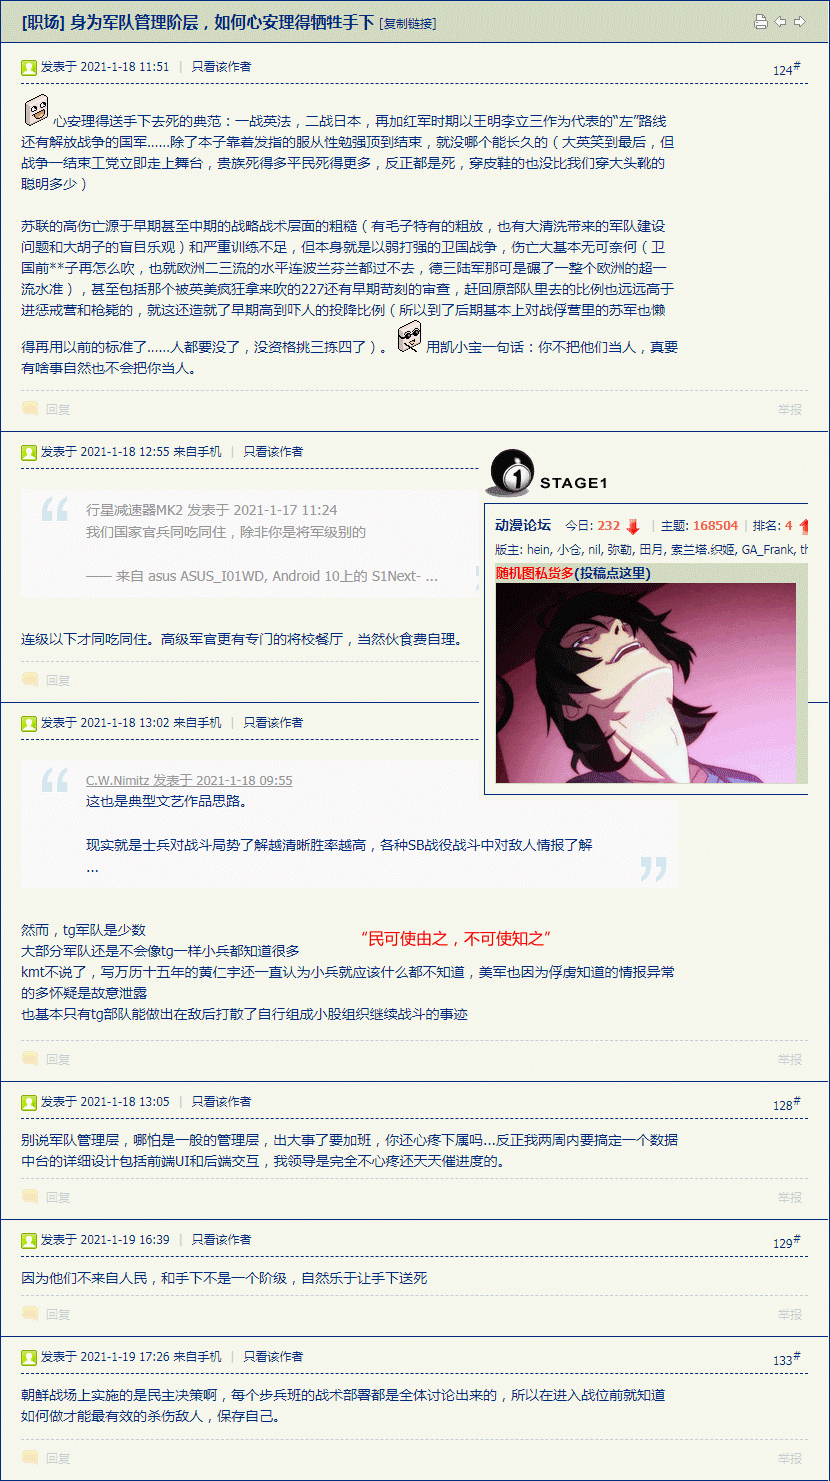 [职场] 身为军队管理阶层，如何心安理得牺牲手下 [复制链接]
发表于 2021-1-18 11:51 | 只看该作者
124#
心安理得送手下去死的典范：一战英法，二战日本，再加红军时期以王明李立三作为代表的“左”路线
还有解放战争的国军……除了本子靠着发指的服从性勉强顶到结束，就没哪个能长久的（大英笑到最后，但
战争一结束工党立即走上舞台，贵族死得多平民死得更多，反正都是死，穿皮鞋的也没比我们穿大头靴的
聪明多少）
苏联的高伤亡源于早期甚至中期的战略战术层面的粗糙（有毛子特有的粗放，也有大清洗带来的军队建设
问题和大胡子的盲目乐观）和严重训练不足，但本身就是以弱打强的卫国战争，伤亡大基本无可奈何（卫
国前**子再怎么吹，也就欧洲二三流的水平连波兰芬兰都过不去，德三陆军那可是碾了一整个欧洲的超一
流水准），甚至包括那个被英美疯狂拿来吹的227还有早期苛刻的审查，赶回原部队里去的比例也远远高于
进惩戒营和枪毙的，就这还造就了早期高到吓人的投降比例（所以到了后期基本上对战俘营里的苏军也懒
得再用以前的标准了……人都要没了，没资格挑三拣四了）。 用凯小宝一句话：你不把他们当人，真要
有啥事自然也不会把你当人。
回复
举报
发表于 2021-1-18 12:55 来自手机 | 只看该作者
行星减速器MK2 发表于 2021-1-17 11:24
我们国家官兵同吃同住，除非你是将军级别的
—— 来自 asus ASUS_I01WD, Android 10上的 S1Next- ...
连级以下才同吃同住。高级军官更有专门的将校餐厅，当然伙食费自理。
回复
1 STAGE1
动漫论坛 今日: 232 | 主题: 168504 | 排名: 4
版主: hein, 小仓, nil, 弥勒, 田月, 索兰塔.织姬, GA_Frank, th
随机图私货多(投稿点这里)
发表于 2021-1-18 13:02 来自手机 | 只看该作者
C.W.Nimitz 发表于 2021-1-18 09:55
这也是典型文艺作品思路。
现实就是士兵对战斗局势了解越清晰胜率越高，各种SB战役战斗中对敌人情报了解
...
然而，tg军队是少数
“民可使由之，不可使知之”
大部分军队还是不会像tg一样小兵都知道很多
kmt不说了，写万历十五年的黄仁宇还一直认为小兵就应该什么都不知道，美军也因为俘虏知道的情报异常
的多怀疑是故意泄露
也基本只有tg部队能做出在敌后打散了自行组成小股组织继续战斗的事迹
回复
举报
发表于 2021-1-18 13:05 | 只看该作者
128#
别说军队管理层，哪怕是一般的管理层，出大事了要加班，你还心疼下属吗...反正我两周内要搞定一个数据
中台的详细设计包括前端UI和后端交互，我领导是完全不心疼还天天催进度的。
回复
举报
发表于 2021-1-19 16:39 | 只看该作者
129#
因为他们不来自人民，和手下不是一个阶级，自然乐于让手下送死
回复
举报
发表于 2021-1-19 17:26 来自手机 | 只看该作者
133#
朝鲜战场上实施的是民主决策啊，每个步兵班的战术部署都是全体讨论出来的，所以在进入战位前就知道
如何做才能最有效的杀伤敌人，保存自己。
回复
举报